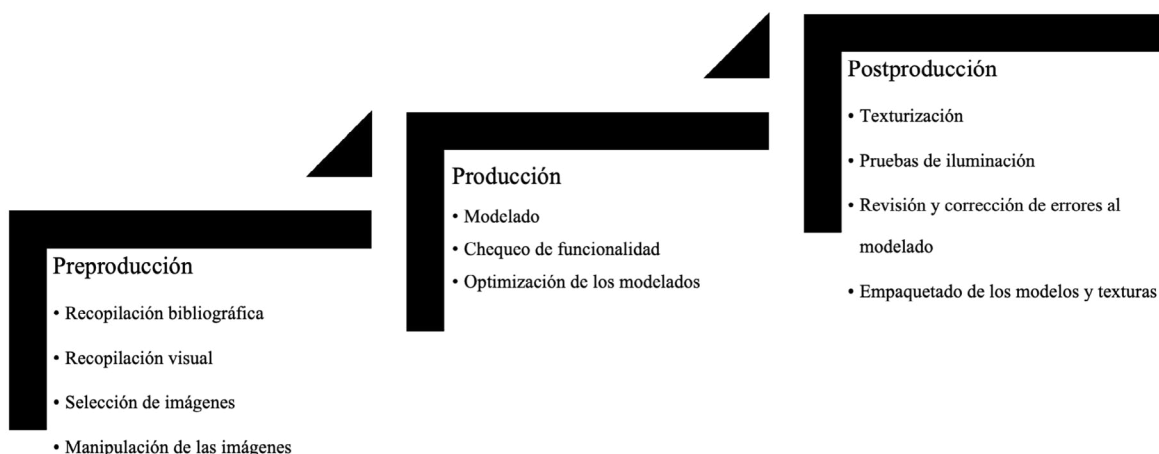 Preproducción
• Recopilación bibliográfica
• Recopilación visual
• Selección de imágenes
• Manipulación de las imágenes
Producción
• Modelado
• Chequeo de funcionalidad
• Optimización de los modelados
Postproducción
• Texturización
• Pruebas de iluminación
• Revisión y corrección de errores al
modelado
• Empaquetado de los modelos y texturas